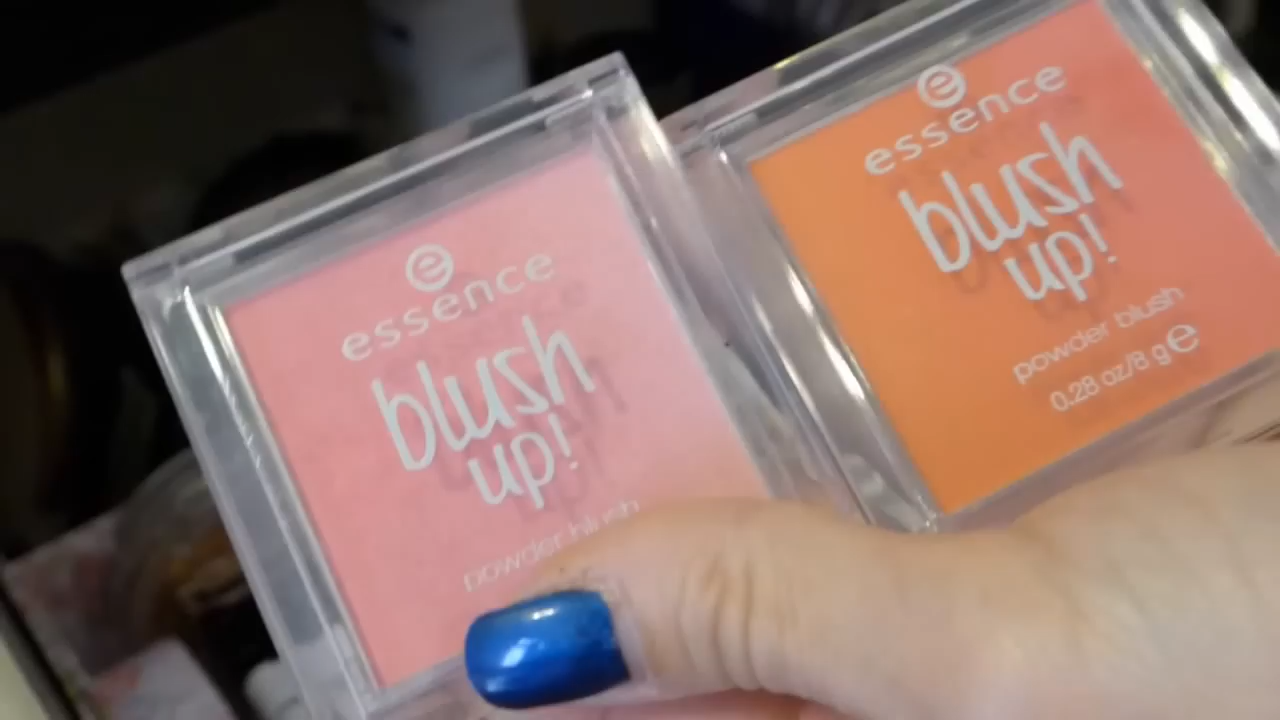 essence
blush
up!
powder blush
essence
blush
up!
powder blush
0.28 oz/8 g e